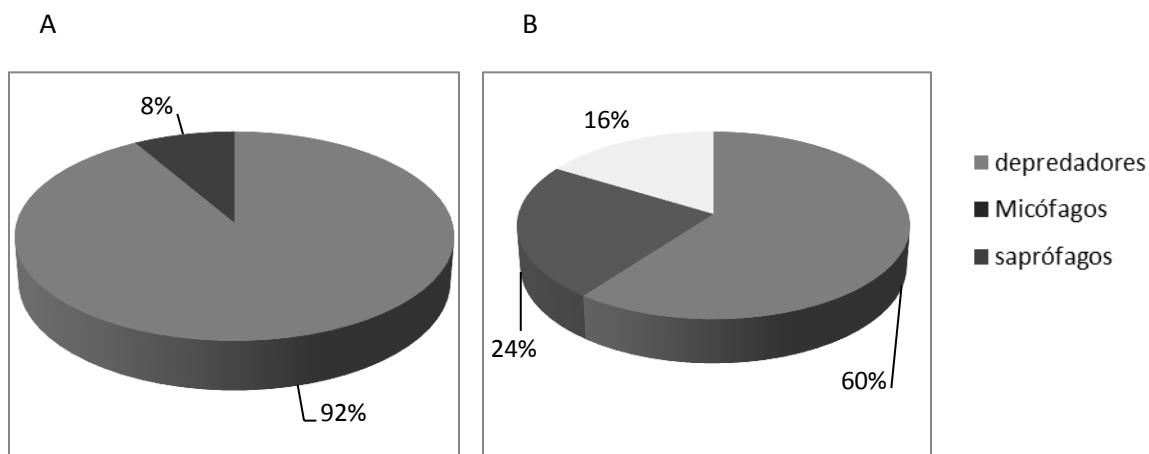 A B
8%
92%
16%
24%
60%
depredadores
Micófagos
saprófagos